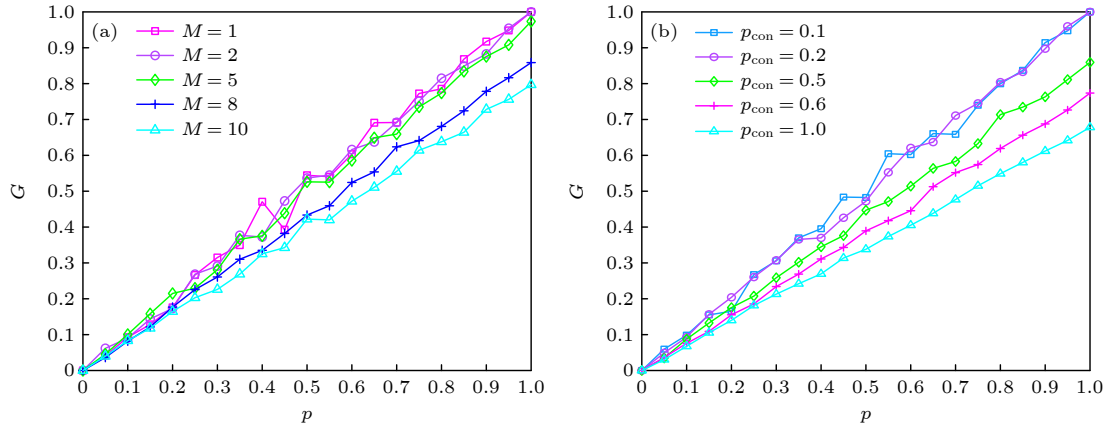 (a)
M = 1
M = 2
M = 5
M = 8
M = 10
1.0
0.9
0.8
0.7
0.6
0.5
0.4
0.3
0.2
0.1
0
G
0 0.1 0.2 0.3 0.4 0.5 0.6 0.7 0.8 0.9 1.0
p
(b)
p_con = 0.1
p_con = 0.2
p_con = 0.5
p_con = 0.6
p_con = 1.0
1.0
0.9
0.8
0.7
0.6
0.5
0.4
0.3
0.2
0.1
0
G
0 0.1 0.2 0.3 0.4 0.5 0.6 0.7 0.8 0.9 1.0
p